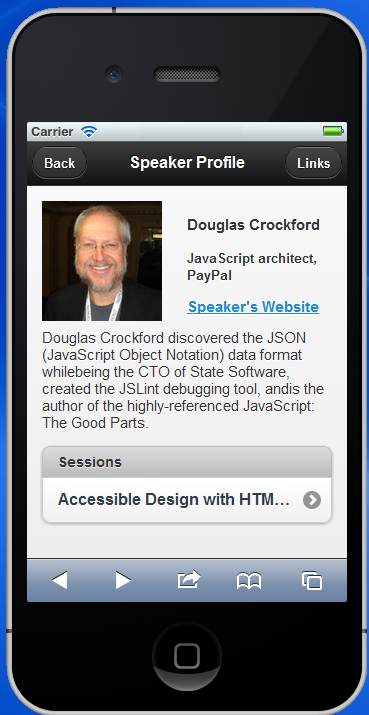 Carrier
Back
Speaker Profile
Links
Douglas Crockford
JavaScript architect,
PayPal
Speaker's Website
Douglas Crockford discovered the JSON
(JavaScript Object Notation) data format
whilebeing the CTO of State Software,
created the JSLint debugging tool, andis the
author of the highly-referenced JavaScript:
The Good Parts.
Sessions
Accessible Design with HTM...